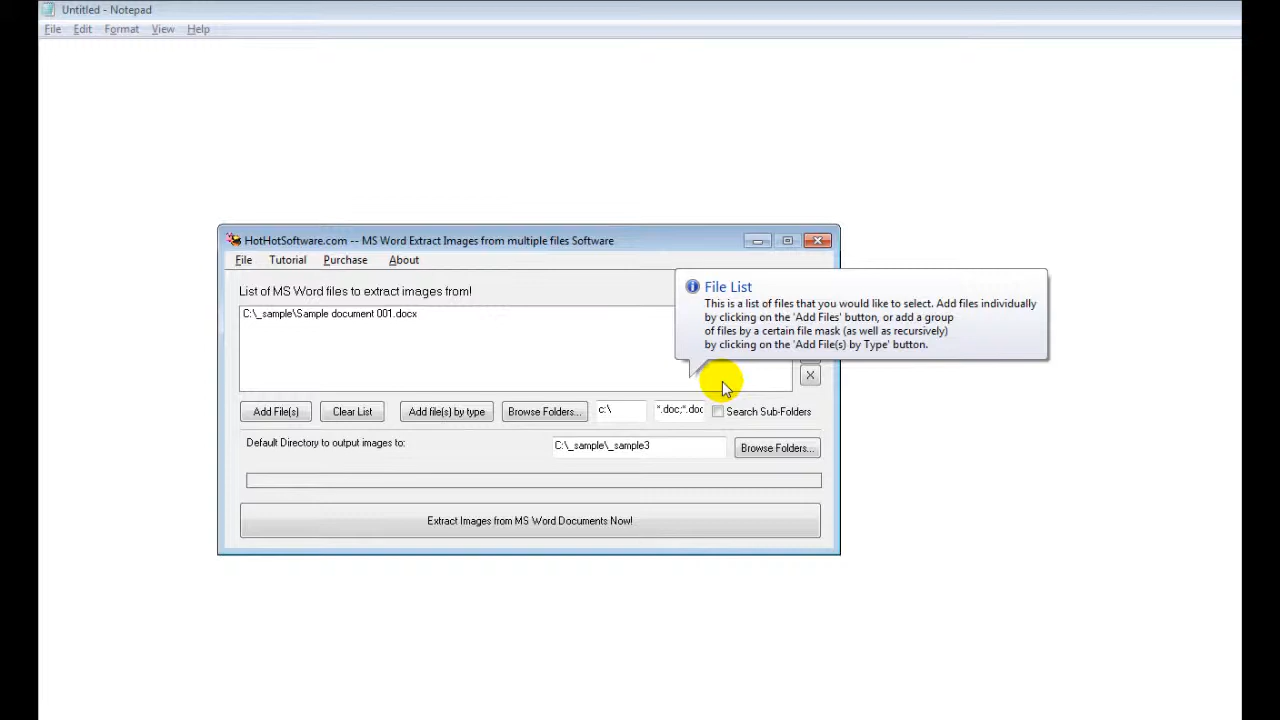 Untitled - Notepad
File Edit Format View Help
HotHotSoftware.com -- MS Word Extract Images from multiple files Software
File Tutorial Purchase About
List of MS Word files to extract images from!
C:\_sample\Sample document 001.docx
File List
This is a list of files that you would like to select. Add files individually
by clicking on the 'Add Files' button, or add a group
of files by a certain file mask (as well as recursively)
by clicking on the 'Add File(s) by Type' button.
X
Add File(s) Clear List Add file(s) by type Browse Folders... c:\ *.doc;*.doc Search Sub-Folders
Default Directory to output images to: C:\_sample\_sample3 Browse Folders...
Extract Images from MS Word Documents Now!